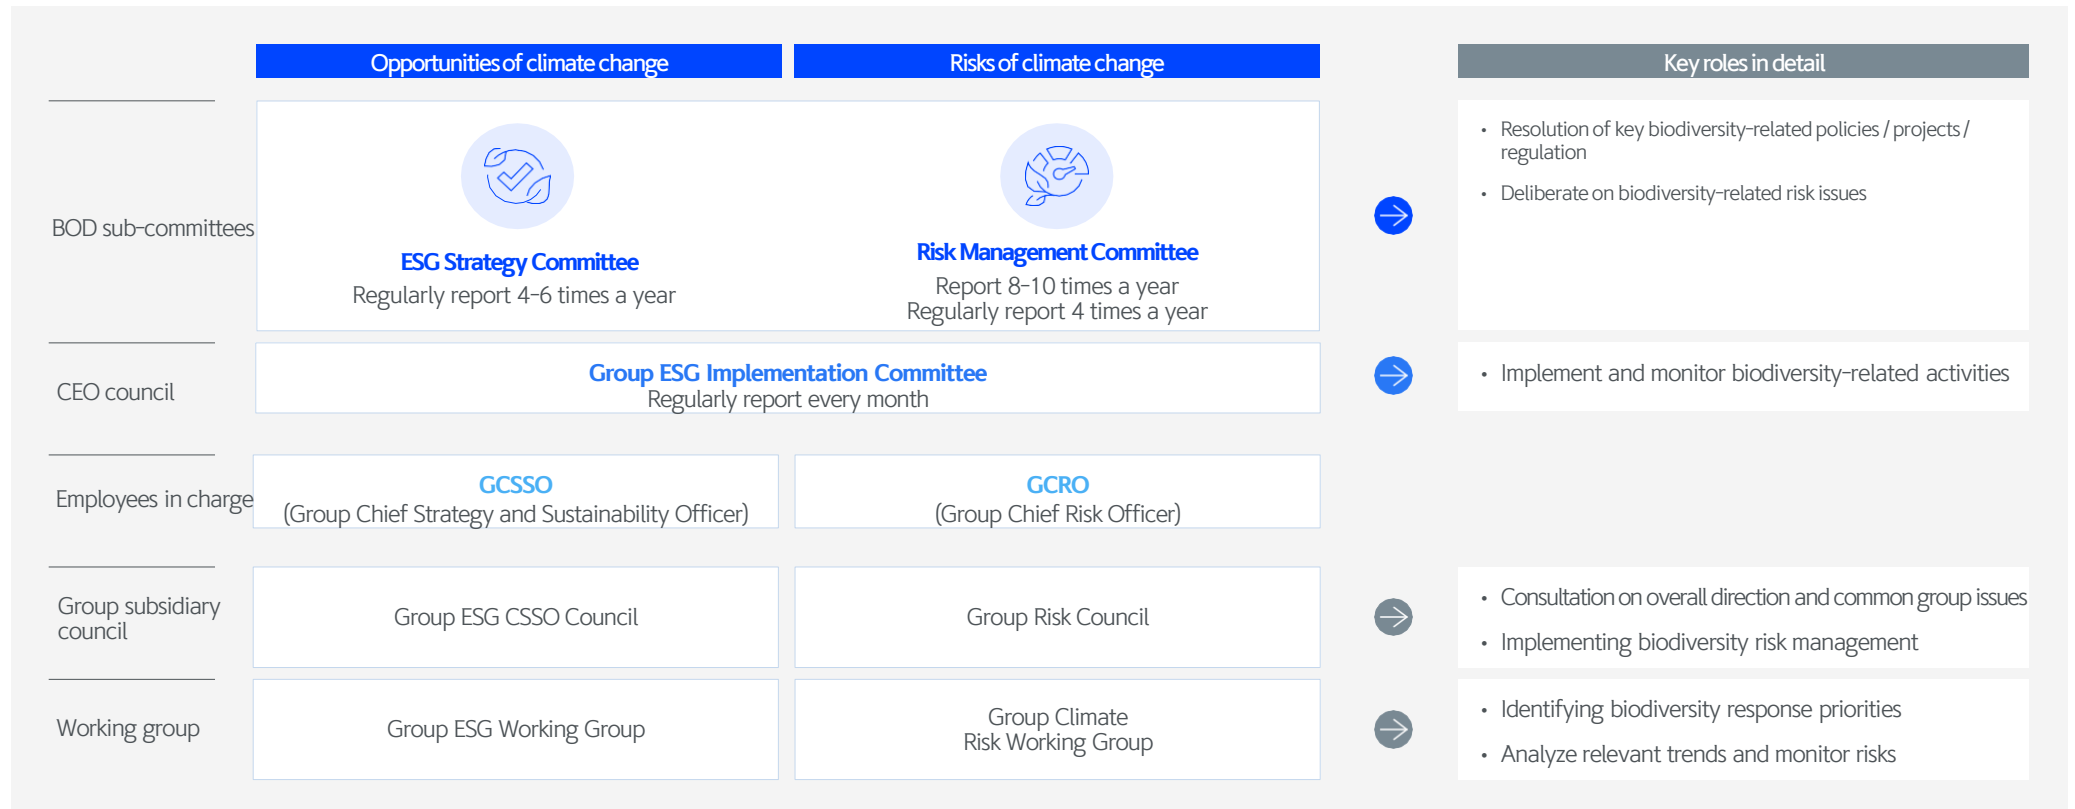 Opportunities of climate change
Risks of climate change
Key roles in detail
BOD sub-committees
ESG Strategy Committee
Regularly report 4-6 times a year
Risk Management Committee
Report 8-10 times a year
Regularly report 4 times a year
• Resolution of key biodiversity-related policies / projects /
regulation
• Deliberate on biodiversity-related risk issues
CEO council
Group ESG Implementation Committee
Regularly report every month
• Implement and monitor biodiversity-related activities
Employees in charge
GCSSO
(Group Chief Strategy and Sustainability Officer)
GCRO
(Group Chief Risk Officer)
Group subsidiary
council
Group ESG CSSO Council
Group Risk Council
• Consultation on overall direction and common group issues
• Implementing biodiversity risk management
Working group
Group ESG Working Group
Group Climate
Risk Working Group
• Identifying biodiversity response priorities
• Analyze relevant trends and monitor risks